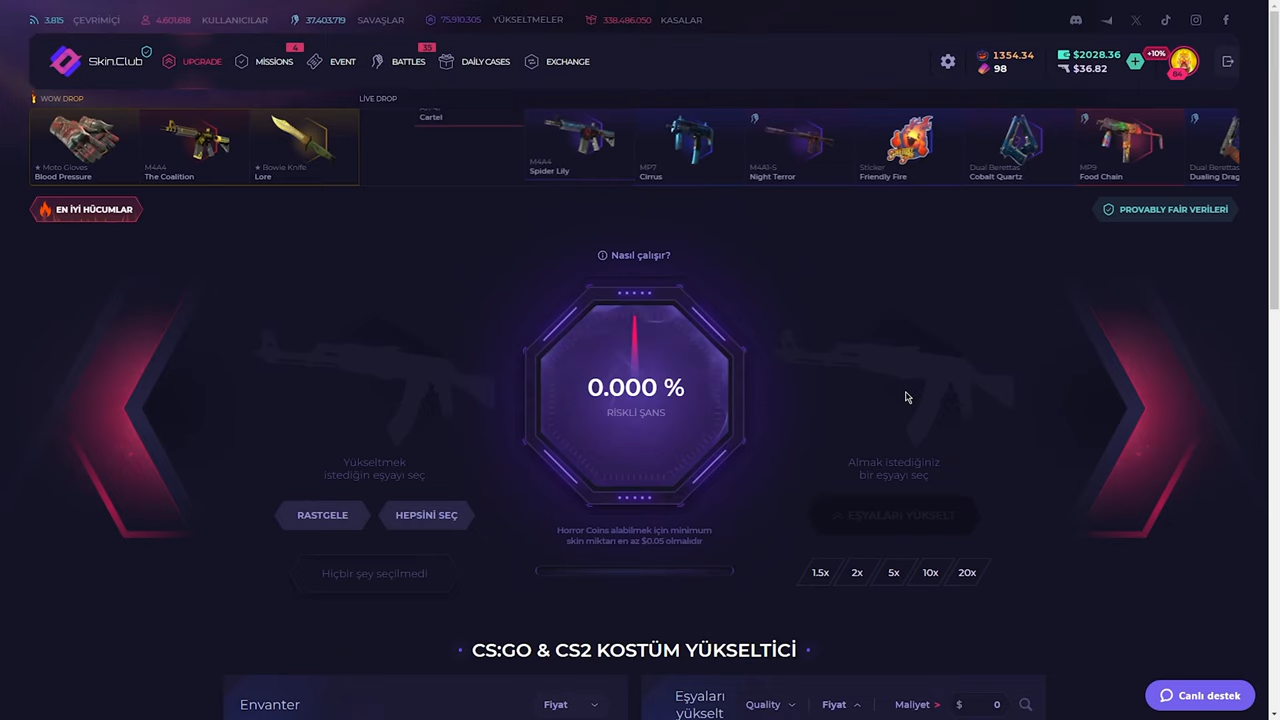 3.815 ÇEVRİMİÇİ 4.601.618 KULLANICILAR 37.403.719 SAVAŞLAR 75.910.305 YÜKSELTMELER 338.486.050 KASALAR
Skin.Club UPGRADE 4 MISSIONS EVENT 35 BATTLES DAILY CASES EXCHANGE
1354.34 $2028.36 +10%
98 $36.82 84
WOW DROP LIVE DROP
Cartel
★ Moto Gloves
Blood Pressure
M4A4
The Coalition
★ Bowie Knife
Lore
M4A4
Spider Lily
MP7
Cirrus
M4A1-S
Night Terror
Sticker
Friendly Fire
Dual Berettas
Cobalt Quartz
MP9
Food Chain
Dual Berettas
Dualing Drag
EN İYİ HÜCUMLAR
PROVABLY FAİR VERİLERİ
Nasıl çalışır?
0.000 %
RİSKLİ ŞANS
Yükseltmek
istediğin eşyayı seç
RASTGELE HEPSİNİ SEÇ
Hiçbir şey seçilmedi
Horror Coins alabilmek için minimum
skin miktarı en az $0.05 olmalıdır
Almak istediğiniz
bir eşyayı seç
EŞYALARI YÜKSELT
1.5x 2x 5x 10x 20x
CS:GO & CS2 KOSTÜM YÜKSELTİCİ
Envanter Fiyat
Eşyaları
yükselt
Quality Fiyat Maliyet > $ 0
Canlı destek